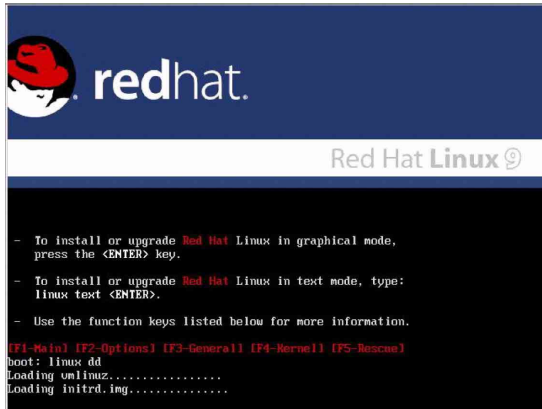 redhat.
Red Hat Linux 9
- To install or upgrade Red Hat Linux in graphical mode,
press the <ENTER> key.
- To install or upgrade Red Hat Linux in text mode, type:
linux text <ENTER>.
- Use the function keys listed below for more information.
[F1-Main] [F2-Options] [F3-General] [F4-Kernel] [F5-Rescue]
boot: linux dd
Loading vmlinuz.................
Loading initrd.img...............